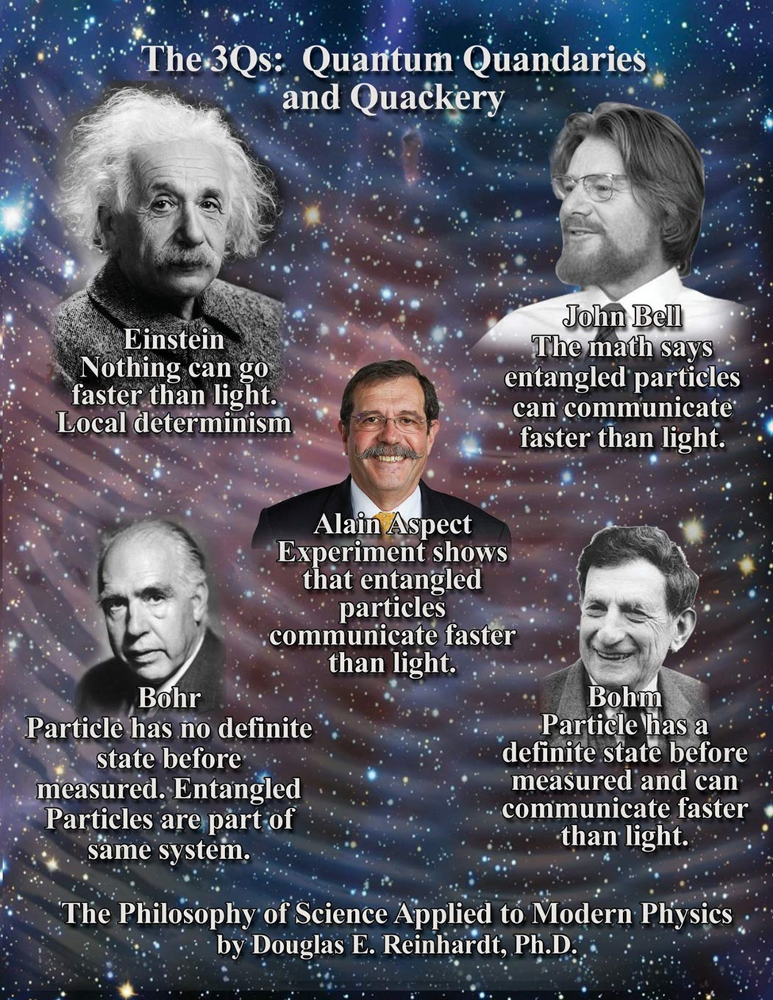 The 3Qs: Quantum Quandaries
and Quackery
Einstein
Nothing can go
faster than light.
Local determinism
John Bell
The math says
entangled particles
can communicate
faster than light.
Alain Aspect
Experiment shows
that entangled
particles
communicate faster
than light.
Bohr
Particle has no definite
state before
measured. Entangled
Particles are part of
same system.
Bohm
Particle has a
definite state before
measured and can
communicate faster
than light.
The Philosophy of Science Applied to Modern Physics
by Douglas E. Reinhardt, Ph.D.